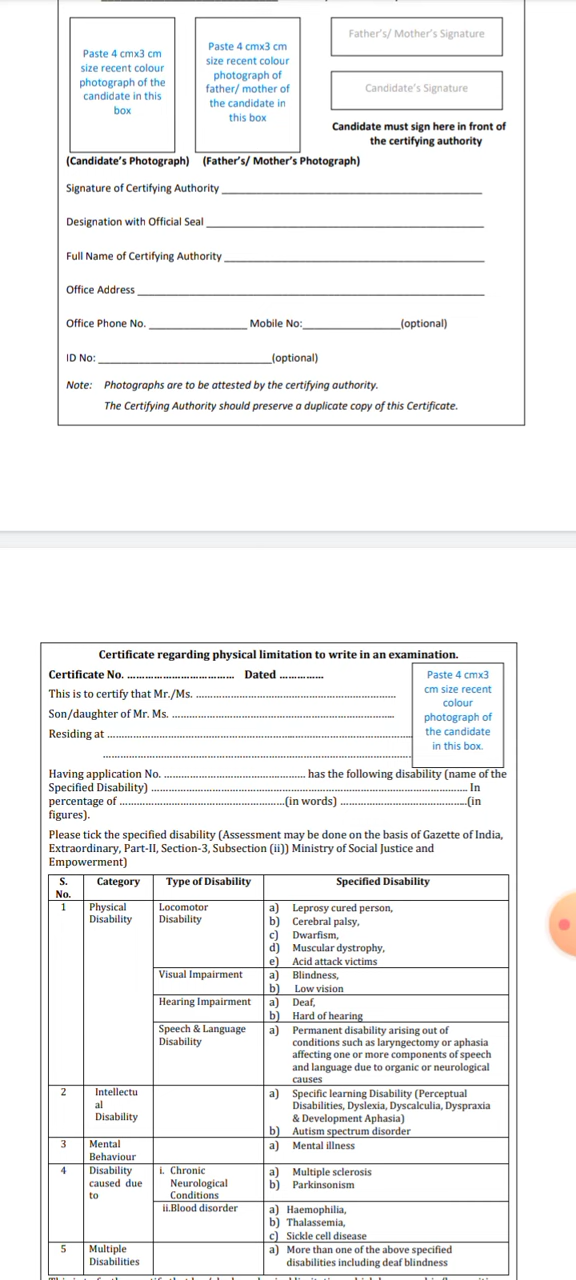 Paste 4 cmx3 cm
size recent colour
photograph of the
candidate in this
box
Paste 4 cmx3 cm
size recent colour
photograph of
father/ mother of
the candidate in
this box
Father's/ Mother's Signature
Candidate's Signature
Candidate must sign here in front of
the certifying authority
(Candidate's Photograph) (Father's/ Mother's Photograph)
Signature of Certifying Authority
Designation with Official Seal
Full Name of Certifying Authority
Office Address
Office Phone No. Mobile No: (optional)
ID No: (optional)
Note: Photographs are to be attested by the certifying authority.
The Certifying Authority should preserve a duplicate copy of this Certificate.
Certificate regarding physical limitation to write in an examination.
Certificate No. .................................... Dated ...............
This is to certify that Mr./Ms. ....................................
Son/daughter of Mr. Ms. ....................................
Residing at ....................................
....................................
Paste 4 cmx3
cm size recent
colour
photograph of
the candidate
in this box.
Having application No. .................................... has the following disability (name of the
Specified Disability) .................................... In
percentage of ....................................(in words) ....................................(in
figures).
Please tick the specified disability (Assessment may be done on the basis of Gazette of India,
Extraordinary, Part-II, Section-3, Subsection (ii)) Ministry of Social Justice and
Empowerment)
S. No. Category Type of Disability Specified Disability
1 Physical Disability Locomotor Disability
a) Leprosy cured person,
b) Cerebral palsy,
c) Dwarfism,
d) Muscular dystrophy,
e) Acid attack victims
Visual Impairment
a) Blindness,
b) Low vision
Hearing Impairment
a) Deaf,
b) Hard of hearing
Speech & Language Disability
a) Permanent disability arising out of
conditions such as laryngectomy or aphasia
affecting one or more components of speech
and language due to organic or neurological
causes
2 Intellectu
al
Disability
a) Specific learning Disability (Perceptual
Disabilities, Dyslexia, Dyscalculia, Dyspraxia
& Development Aphasia)
b) Autism spectrum disorder
3 Mental Behaviour
a) Mental illness
4 Disability caused due to
i. Chronic Neurological Conditions
a) Multiple sclerosis
b) Parkinsonism
ii.Blood disorder
a) Haemophilia,
b) Thalassemia,
c) Sickle cell disease
5 Multiple Disabilities
a) More than one of the above specified
disabilities including deaf blindness